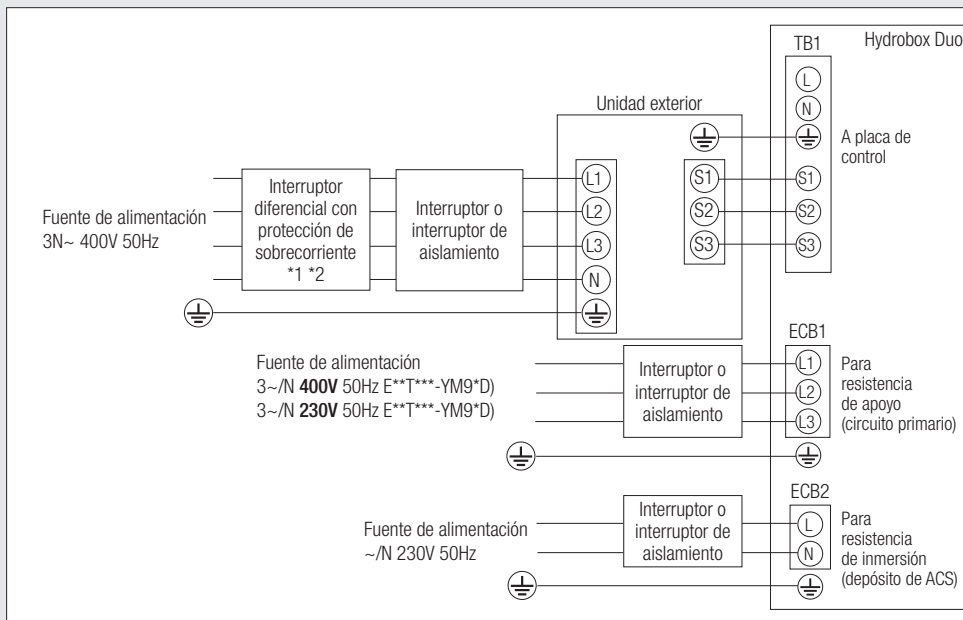 Hydrobox Duo
TB1
L
N
A placa de
control
S1
S2
S3
Unidad exterior
L1
L2
L3
N
S1
S2
S3
Fuente de alimentación
3N~ 400V 50Hz
Interruptor
diferencial con
protección de
sobrecorriente
*1 *2
Interruptor o
interruptor de
aislamiento
Fuente de alimentación
3~/N 400V 50Hz E**T***-YM9*D)
3~/N 230V 50Hz E**T***-YM9*D)
Interruptor o
interruptor de
aislamiento
ECB1
L1
L2
L3
Para
resistencia
de apoyo
(circuito primario)
Fuente de alimentación
~/N 230V 50Hz
Interruptor o
interruptor de
aislamiento
ECB2
L
N
Para
resistencia
de inmersión
(depósito de ACS)